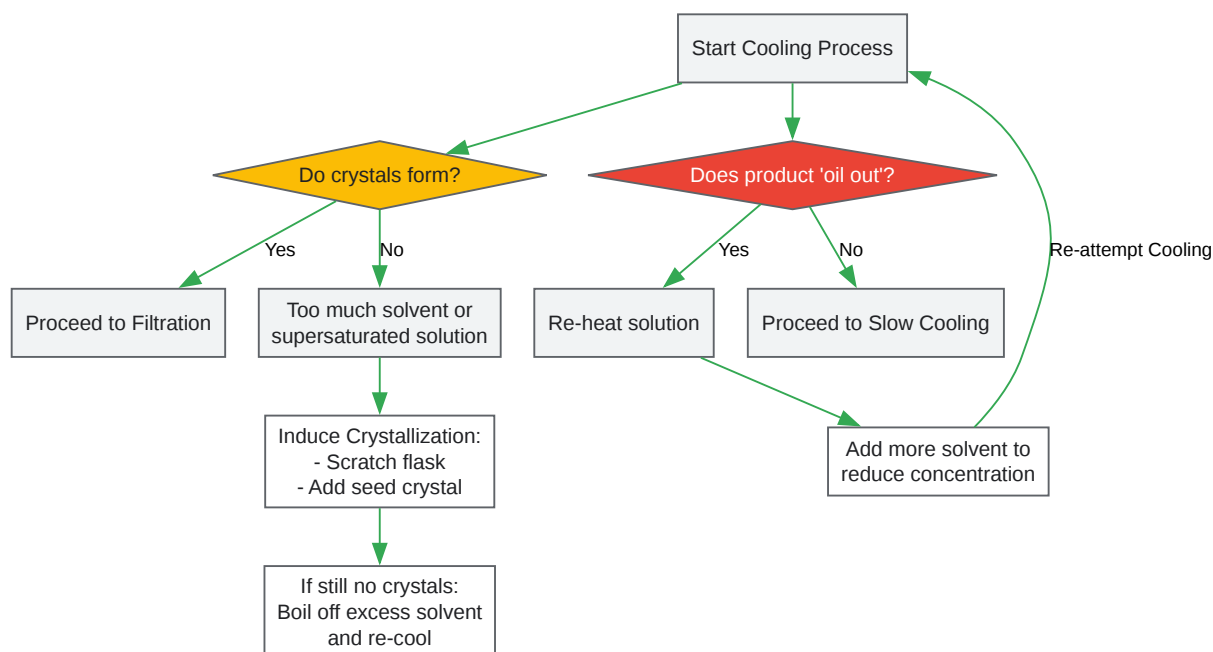 Start Cooling Process
Do crystals form?
Does product 'oil out'?
Yes
No
Yes
No
Re-attempt Cooling
Proceed to Filtration
Too much solvent or
supersaturated solution
Re-heat solution
Proceed to Slow Cooling
Induce Crystallization:
- Scratch flask
- Add seed crystal
Add more solvent to
reduce concentration
If still no crystals:
Boil off excess solvent
and re-cool